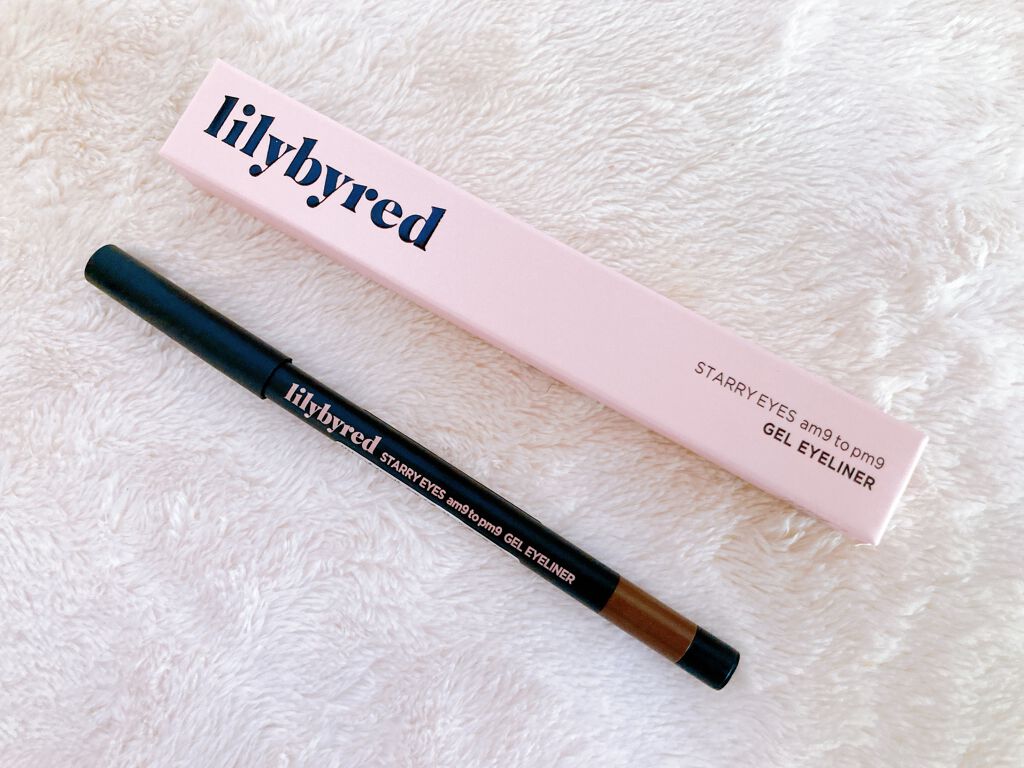 lilybyred
STARRY EYES am9 to pm9
GEL EYELINER
lilybyred STARRY EYES am9 to pm9 GEL EYELINER